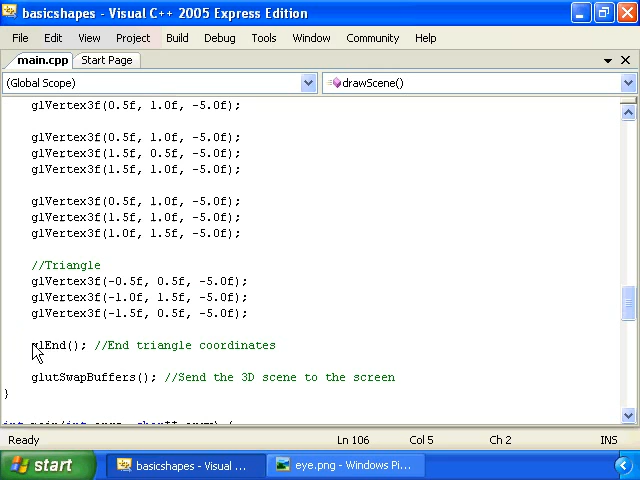 basicshapes - Visual C++ 2005 Express Edition
File Edit View Project Build Debug Tools Window Community Help
main.cpp Start Page
(Global Scope) drawScene()
glVertex3f(0.5f, 1.0f, -5.0f);
glVertex3f(0.5f, 1.0f, -5.0f);
glVertex3f(1.5f, 0.5f, -5.0f);
glVertex3f(1.5f, 1.0f, -5.0f);
glVertex3f(0.5f, 1.0f, -5.0f);
glVertex3f(1.5f, 1.0f, -5.0f);
glVertex3f(1.0f, 1.5f, -5.0f);
//Triangle
glVertex3f(-0.5f, 0.5f, -5.0f);
glVertex3f(-1.0f, 1.5f, -5.0f);
glVertex3f(-1.5f, 0.5f, -5.0f);
glEnd(); //End triangle coordinates
glutSwapBuffers(); //Send the 3D scene to the screen
}
Ready Ln 106 Col 5 Ch 2 INS
start basicshapes - Visual ... eye.png - Windows Pi...